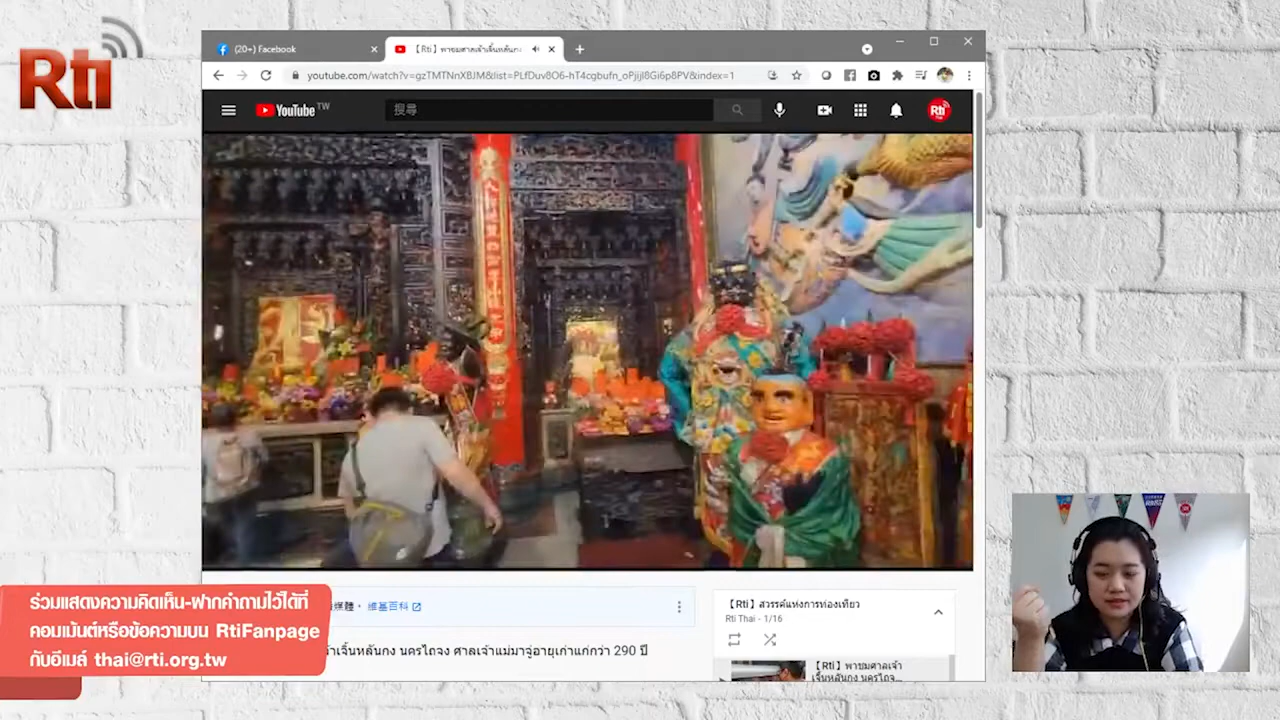 Rti
(20+) Facebook
【Rti】พาชมศาลเจ้าเจิ้นหลันกง
youtube.com/watch?v=gzTMTNnXBJM&list=PLfDuv8O6-hT4cgbufn_oPjijI8Gi6p8PV&index=1
YouTube TW
搜尋
Rti
媒體・ 維基百科
【Rti】สวรรค์แห่งการท่องเที่ยว
Rti Thai - 1/16
เจ้าเจิ้นหลันกง นครไถจง ศาลเจ้าแม่มาจู่อายุเก่าแก่กว่า 290 ปี
【Rti】พาชมศาลเจ้า
เจิ้นหลันกง นครไถจ...
ร่วมแสดงความคิดเห็น-ฝากคำถามไว้ได้ที่
คอมเม้นต์หรือข้อความบน RtiFanpage
กับอีเมล์ thai@rti.org.tw